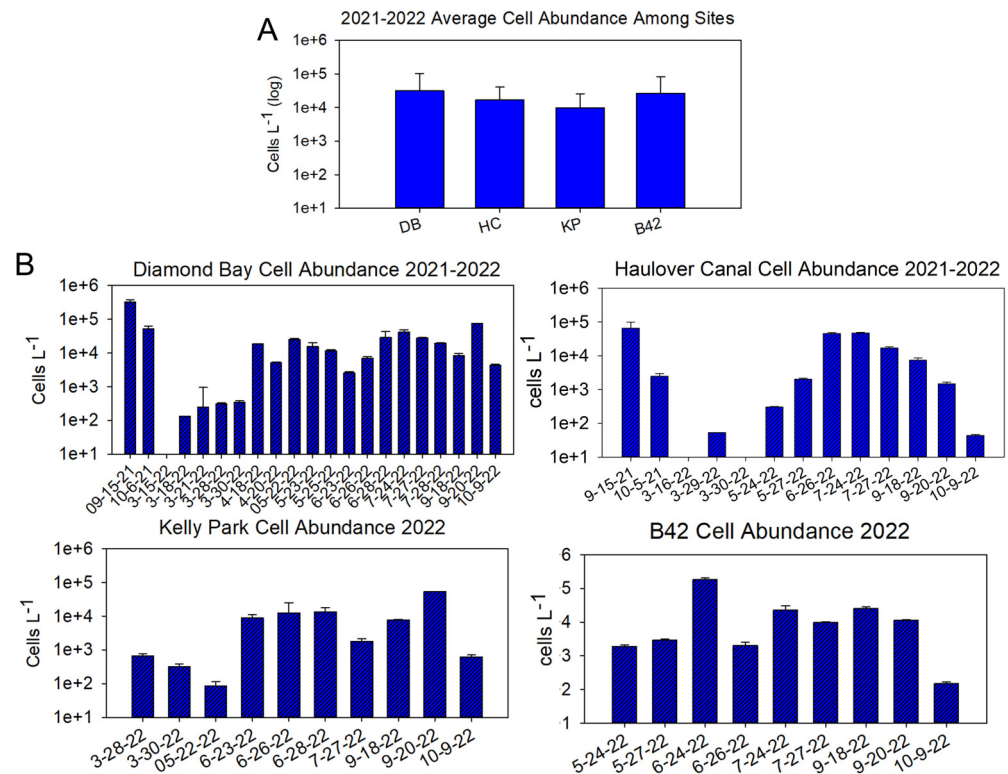 A
2021-2022 Average Cell Abundance Among Sites
Cells L⁻¹ (log)
1e+6
1e+5
1e+4
1e+3
1e+2
1e+1
DB HC KP B42
B
Diamond Bay Cell Abundance 2021-2022
Cells L⁻¹
1e+6
1e+5
1e+4
1e+3
1e+2
1e+1
09-15-21 10-6-21 3-15-22 3-18-22 3-21-22 3-28-22 3-30-22 4-18-22 4-20-22 05-22-22 5-23-22 5-25-22 6-23-22 6-26-22 6-28-22 7-24-22 7-27-22 7-28-22 9-18-22 9-20-22 10-9-22
Haulover Canal Cell Abundance 2021-2022
cells L⁻¹
1e+6
1e+5
1e+4
1e+3
1e+2
1e+1
9-15-21 10-5-21 3-16-22 3-29-22 3-30-22 5-24-22 5-27-22 6-26-22 7-24-22 7-27-22 9-18-22 9-20-22 10-9-22
Kelly Park Cell Abundance 2022
Cells L⁻¹
1e+6
1e+5
1e+4
1e+3
1e+2
1e+1
3-28-22 3-30-22 05-22-22 6-23-22 6-26-22 6-28-22 7-27-22 9-18-22 9-20-22 10-9-22
B42 Cell Abundance 2022
cells L⁻¹
6
5
4
3
2
1
5-24-22 5-27-22 6-24-22 6-26-22 7-24-22 7-27-22 9-18-22 9-20-22 10-9-22